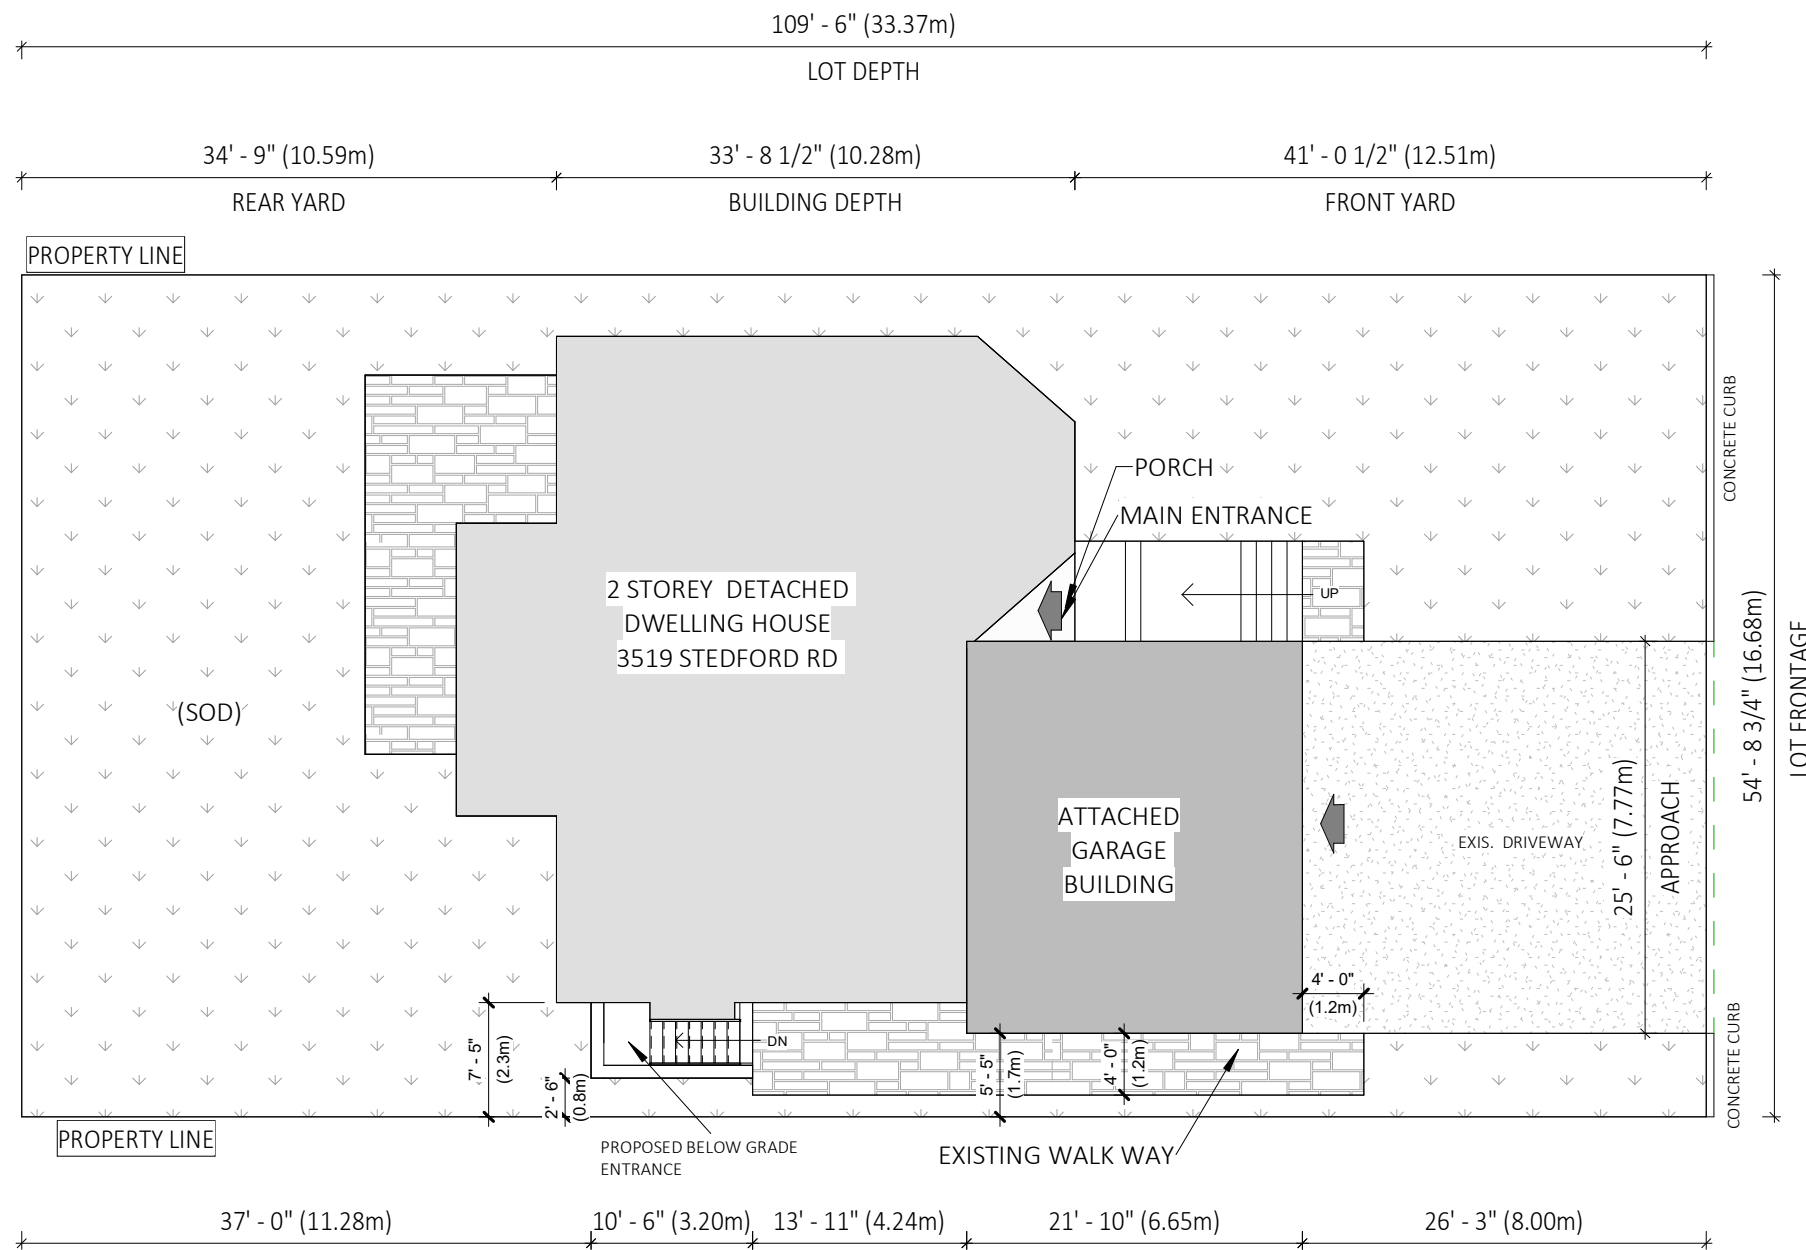 109' - 6" (33.37m)
LOT DEPTH
34' - 9" (10.59m)
33' - 8 1/2" (10.28m)
41' - 0 1/2" (12.51m)
REAR YARD
BUILDING DEPTH
FRONT YARD
PROPERTY LINE
CONCRETE CURB
PORCH
MAIN ENTRANCE
2 STOREY DETACHED
DWELLING HOUSE
3519 STEDFORD RD
UP
(SOD)
54' - 8 3/4" (16.68m)
LOT FRONTAGE
ATTACHED
GARAGE
BUILDING
EXIS. DRIVEWAY
25' - 6" (7.77m)
APPROACH
4' - 0"
(1.2m)
DN
7' - 5"
(2.3m)
2' - 6"
(0.8m)
5' - 5"
(1.7m)
4' - 0"
(1.2m)
CONCRETE CURB
PROPERTY LINE
PROPOSED BELOW GRADE
ENTRANCE
EXISTING WALK WAY
37' - 0" (11.28m)
10' - 6" (3.20m)
13' - 11" (4.24m)
21' - 10" (6.65m)
26' - 3" (8.00m)